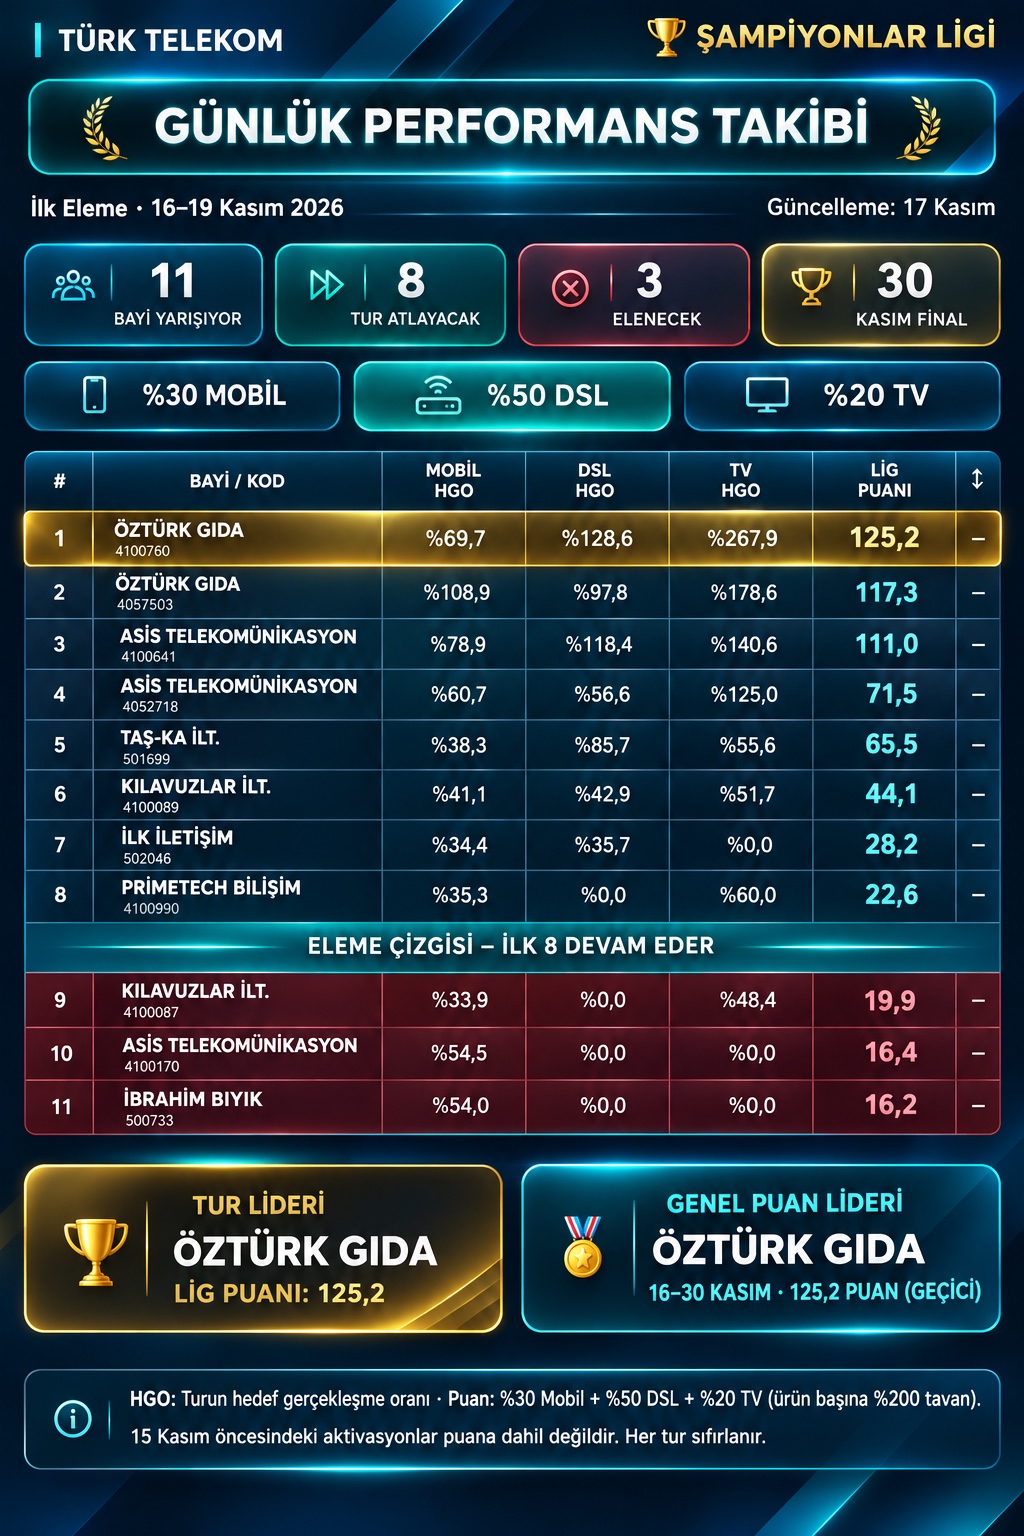 TÜRK TELEKOM
ŞAMPİYONLAR LİGİ
GÜNLÜK PERFORMANS TAKİBİ
İlk Eleme • 16–19 Kasım 2026
Güncelleme: 17 Kasım
11
BAYİ YARIŞIYOR
8
TUR ATLAYACAK
3
ELENECEK
30
KASIM FİNAL
%30 MOBİL
%50 DSL
%20 TV
# BAYİ / KOD MOBİL HGO DSL HGO TV HGO LİG PUANI ↕
1 ÖZTÜRK GIDA %69,7 %128,6 %267,9 125,2 –
4100760
2 ÖZTÜRK GIDA %108,9 %97,8 %178,6 117,3 –
4057503
3 ASİS TELEKOMÜNİKASYON %78,9 %118,4 %140,6 111,0 –
4100641
4 ASİS TELEKOMÜNİKASYON %60,7 %56,6 %125,0 71,5 –
4052718
5 TAŞ-KA İLT. %38,3 %85,7 %55,6 65,5 –
501699
6 KILAVUZLAR İLT. %41,1 %42,9 %51,7 44,1 –
4100089
7 İLK İLETİŞİM %34,4 %35,7 %0,0 28,2 –
502046
8 PRİMETECH BİLİŞİM %35,3 %0,0 %60,0 22,6 –
4100990
ELEME ÇİZGİSİ – İLK 8 DEVAM EDER
9 KILAVUZLAR İLT. %33,9 %0,0 %48,4 19,9 –
4100087
10 ASİS TELEKOMÜNİKASYON %54,5 %0,0 %0,0 16,4 –
4100170
11 İBRAHİM BIYIK %54,0 %0,0 %0,0 16,2 –
500733
TUR LİDERİ
ÖZTÜRK GIDA
LİG PUANI: 125,2
GENEL PUAN LİDERİ
ÖZTÜRK GIDA
16–30 KASIM • 125,2 PUAN (GEÇİCİ)
HGO: Turun hedef gerçekleşme oranı • Puan: %30 Mobil + %50 DSL + %20 TV (ürün başına %200 tavan).
15 Kasım öncesindeki aktivasyonlar puana dahil değildir. Her tur sıfırlanır.